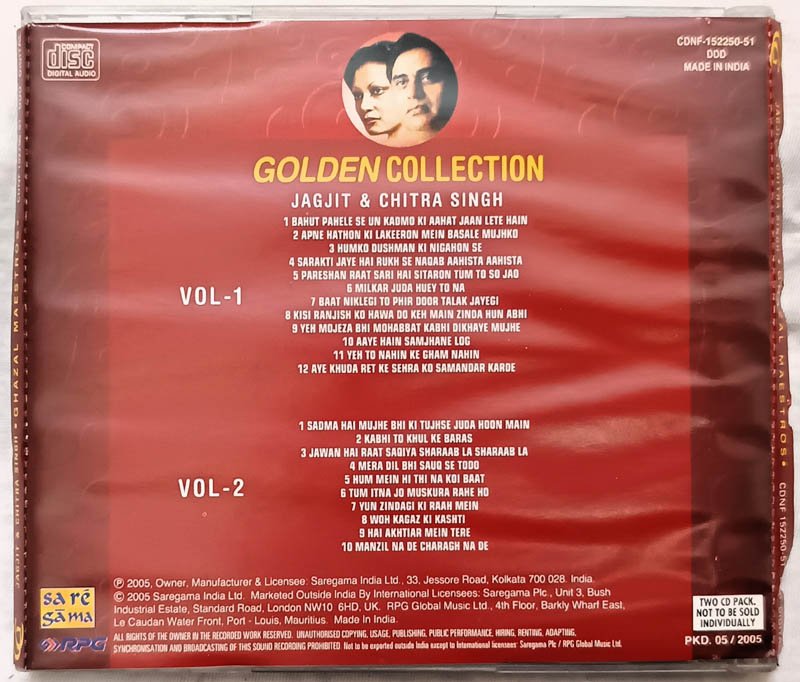 COMPACT
disc
DIGITAL AUDIO
CDNF-152250-51
DDD
MADE IN INDIA
GOLDEN COLLECTION
JAGJIT & CHITRA SINGH
VOL-1
1 BAHUT PAHELE SE UN KADMO KI AAHAT JAAN LETE HAIN
2 APNE HATHON KI LAKEERON MEIN BASALE MUJHKO
3 HUMKO DUSHMAN KI NIGAHON SE
4 SARAKTI JAYE HAI RUKH SE NAQAB AAHISTA AAHISTA
5 PARESHAN RAAT SARI HAI SITARON TUM TO SO JAO
6 MILKAR JUDA HUEY TO NA
7 BAAT NIKLEGI TO PHIR DOOR TALAK JAYEGI
8 KISI RANJISH KO HAWA DO KEH MAIN ZINDA HUN ABHI
9 YEH MOJEZA BHI MOHABBAT KABHI DIKHAYE MUJHE
10 AAYE HAIN SAMJHANE LOG
11 YEH TO NAHIN KE GHAM NAHIN
12 AYE KHUDA RET KE SEHRA KO SAMANDAR KARDE
VOL-2
1 SADMA HAI MUJHE BHI KI TUJHSE JUDA HOON MAIN
2 KABHI TO KHUL KE BARAS
3 JAWAN HAI RAAT SAQIYA SHARAAB LA SHARAAB LA
4 MERA DIL BHI SAUQ SE TODO
5 HUM MEIN HI THI NA KOI BAAT
6 TUM ITNA JO MUSKURA RAHE HO
7 YUN ZINDAGI KI RAAH MEIN
8 WOH KAGAZ KI KASHTI
9 HAI AKHTIAR MEIN TERE
10 MANZIL NA DE CHARAGH NA DE
℗ 2005, Owner, Manufacturer & Licensee: Saregama India Ltd., 33, Jessore Road, Kolkata 700 028. India.
© 2005 Saregama India Ltd. Marketed Outside India By International Licensees: Saregama Plc., Unit 3, Bush
Industrial Estate, Standard Road, London NW10 6HD, UK. RPG Global Music Ltd., 4th Floor, Barkly Wharf East,
Le Caudan Water Front, Port - Louis, Mauritius. Made In India.
ALL RIGHTS OF THE OWNER IN THE RECORDED WORK RESERVED. UNAUTHORISED COPYING, USAGE, PUBLISHING, PUBLIC PERFORMANCE, HIRING, RENTING, ADAPTING,
SYNCHRONISATION AND BROADCASTING OF THIS SOUND RECORDING PROHIBITED. Not to be exported outside India except to International licensees' Saregama Plc / RPG Global Music Ltd.
sa rē
gāma
RPG
TWO CD PACK.
NOT TO BE SOLD
INDIVIDUALLY
PKD. 05 / 2005
JAGJIT & CHITRA SINGH • GHAZAL MAESTROS
MAESTROS • CDNF 152250-51